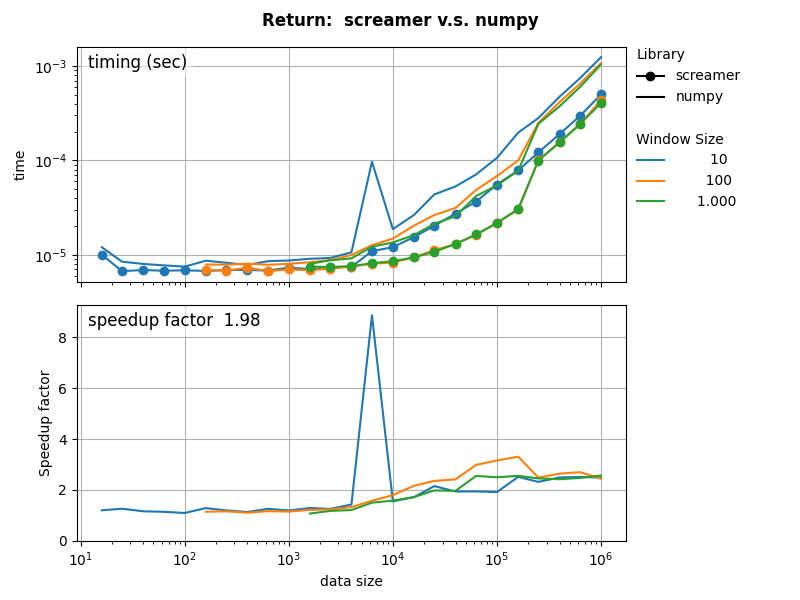 Return:  screamer v.s. numpy
timing (sec)
10⁻³
10⁻⁴
10⁻⁵
time
Library
screamer
numpy
Window Size
10
100
1.000
speedup factor  1.98
8
6
4
2
0
Speedup factor
10¹ 10² 10³ 10⁴ 10⁵ 10⁶
data size